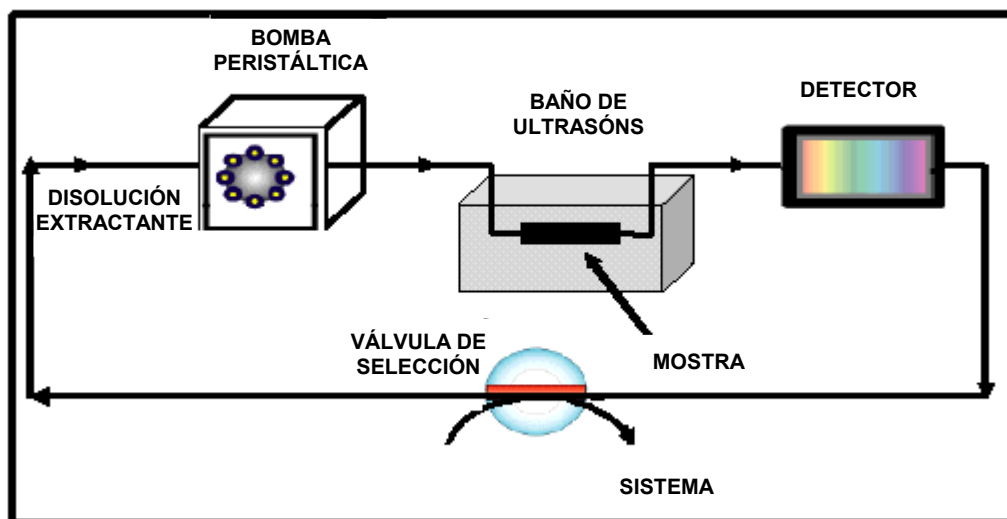 BOMBA
PERISTÁLTICA
BAÑO DE
ULTRASÓNS
DETECTOR
DISOLUCIÓN
EXTRACTANTE
VÁLVULA DE
SELECCIÓN
MOSTRA
SISTEMA